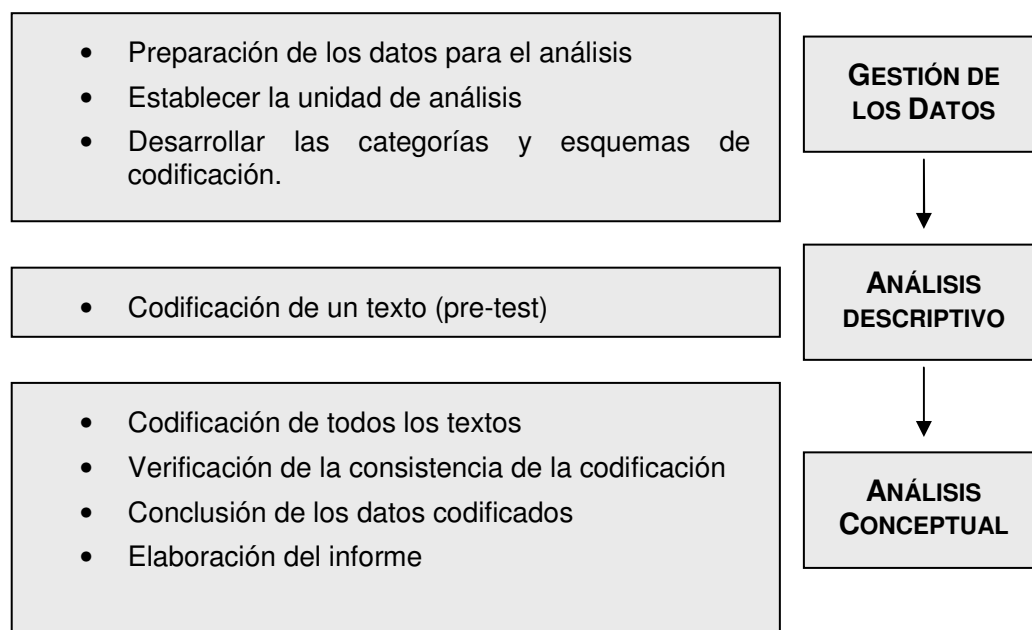 • Preparación de los datos para el análisis
• Establecer la unidad de análisis
• Desarrollar las categorías y esquemas de
codificación.
GESTIÓN DE
LOS DATOS
• Codificación de un texto (pre-test)
ANÁLISIS
DESCRIPTIVO
• Codificación de todos los textos
• Verificación de la consistencia de la codificación
• Conclusión de los datos codificados
• Elaboración del informe
ANÁLISIS
CONCEPTUAL